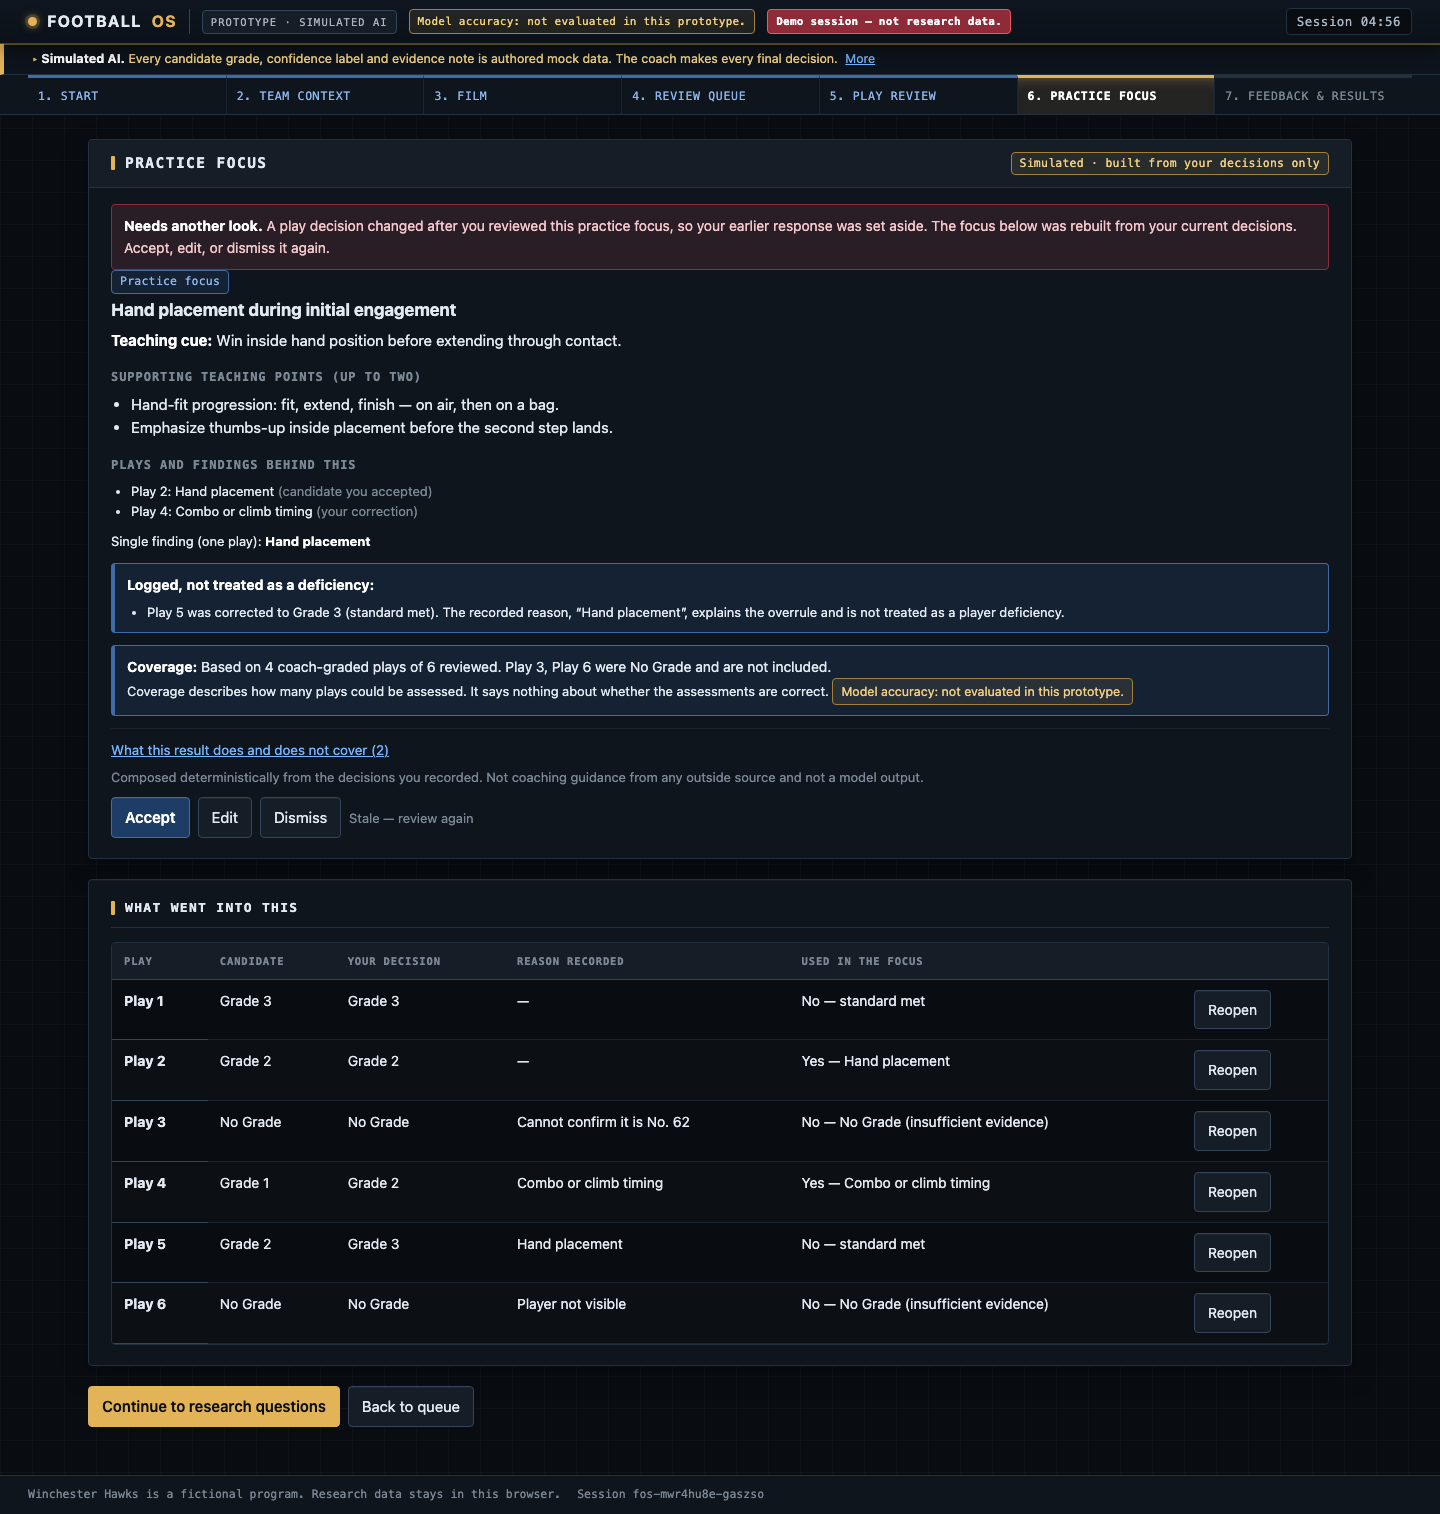 FOOTBALL OS
PROTOTYPE · SIMULATED AI
Model accuracy: not evaluated in this prototype.
Demo session — not research data.
Session 04:56
Simulated AI. Every candidate grade, confidence label and evidence note is authored mock data. The coach makes every final decision. More
1. START
2. TEAM CONTEXT
3. FILM
4. REVIEW QUEUE
5. PLAY REVIEW
6. PRACTICE FOCUS
7. FEEDBACK & RESULTS
PRACTICE FOCUS
Simulated · built from your decisions only
Needs another look. A play decision changed after you reviewed this practice focus, so your earlier response was set aside. The focus below was rebuilt from your current decisions.
Accept, edit, or dismiss it again.
Practice focus
Hand placement during initial engagement
Teaching cue: Win inside hand position before extending through contact.
SUPPORTING TEACHING POINTS (UP TO TWO)
• Hand-fit progression: fit, extend, finish — on air, then on a bag.
• Emphasize thumbs-up inside placement before the second step lands.
PLAYS AND FINDINGS BEHIND THIS
• Play 2: Hand placement (candidate you accepted)
• Play 4: Combo or climb timing (your correction)
Single finding (one play): Hand placement
Logged, not treated as a deficiency:
• Play 5 was corrected to Grade 3 (standard met). The recorded reason, “Hand placement”, explains the overrule and is not treated as a player deficiency.
Coverage: Based on 4 coach-graded plays of 6 reviewed. Play 3, Play 6 were No Grade and are not included.
Coverage describes how many plays could be assessed. It says nothing about whether the assessments are correct. Model accuracy: not evaluated in this prototype.
What this result does and does not cover (2)
Composed deterministically from the decisions you recorded. Not coaching guidance from any outside source and not a model output.
Accept
Edit
Dismiss
Stale — review again
WHAT WENT INTO THIS
PLAY CANDIDATE YOUR DECISION REASON RECORDED USED IN THE FOCUS
Play 1 Grade 3 Grade 3 — No — standard met Reopen
Play 2 Grade 2 Grade 2 — Yes — Hand placement Reopen
Play 3 No Grade No Grade Cannot confirm it is No. 62 No — No Grade (insufficient evidence) Reopen
Play 4 Grade 1 Grade 2 Combo or climb timing Yes — Combo or climb timing Reopen
Play 5 Grade 2 Grade 3 Hand placement No — standard met Reopen
Play 6 No Grade No Grade Player not visible No — No Grade (insufficient evidence) Reopen
Continue to research questions
Back to queue
Winchester Hawks is a fictional program. Research data stays in this browser. Session fos-mwr4hu8e-gaszso